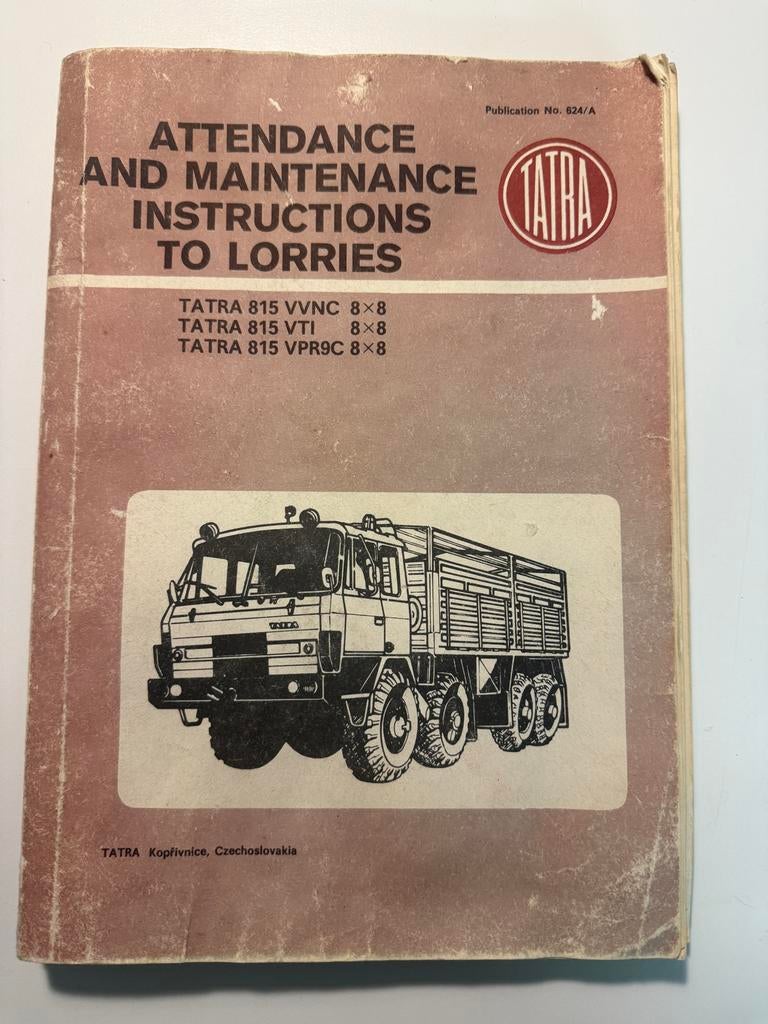 Publication No. 624/A
ATTENDANCE
AND MAINTENANCE
INSTRUCTIONS
TO LORRIES
TATRA
TATRA 815 VVNC 8×8
TATRA 815 VTI 8×8
TATRA 815 VPR9C 8×8
TATRA
TATRA Kopřivnice, Czechoslovakia